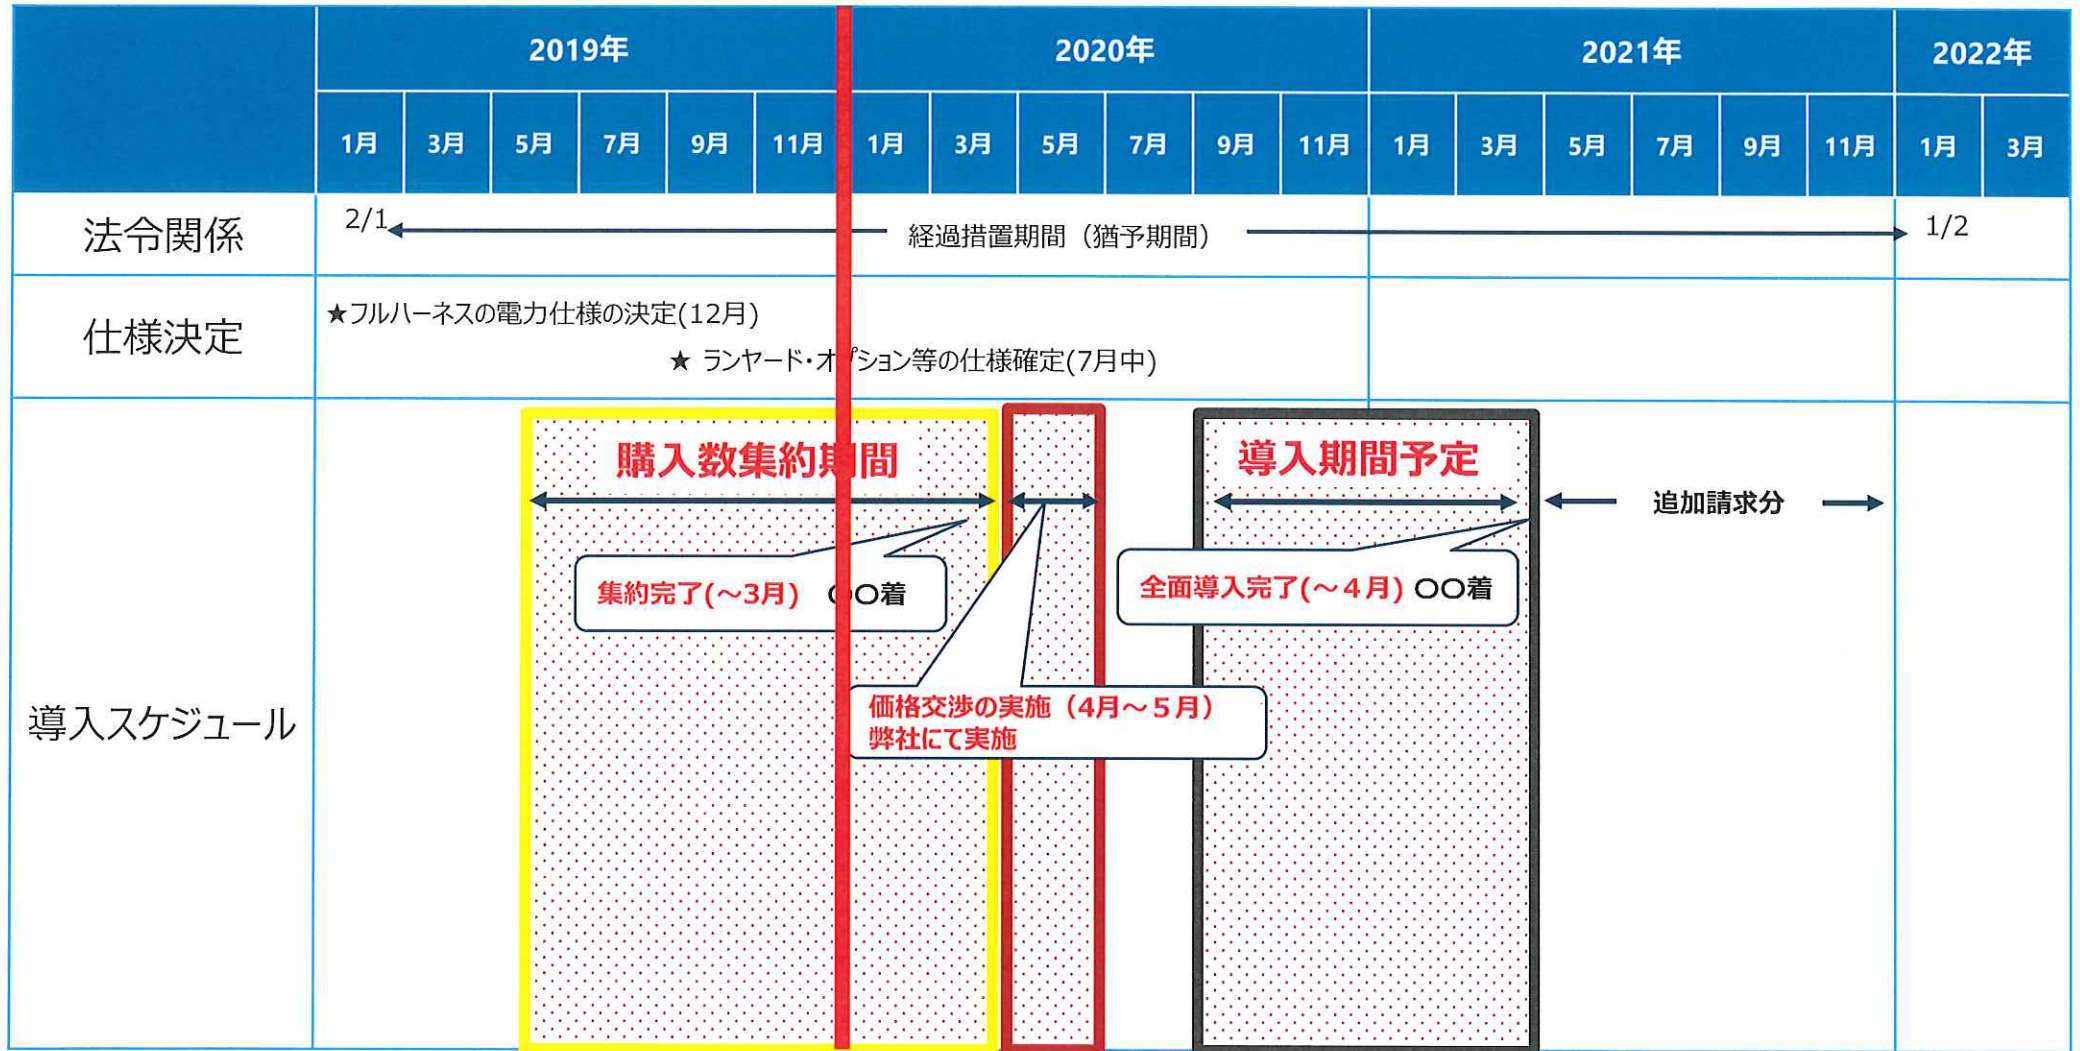 2019年 2020年 2021年 2022年
1月 3月 5月 7月 9月 11月 1月 3月 5月 7月 9月 11月 1月 3月 5月 7月 9月 11月 1月 3月
法令関係
2/1 経過措置期間（猶予期間） 1/2
仕様決定
★フルハーネスの電力仕様の決定(12月)
★ ランヤード・オプション等の仕様確定(7月中)
導入スケジュール
購入数集約期間
導入期間予定
追加請求分
集約完了(～3月) 〇〇着
全面導入完了(～４月) 〇〇着
価格交渉の実施（4月～５月）
弊社にて実施